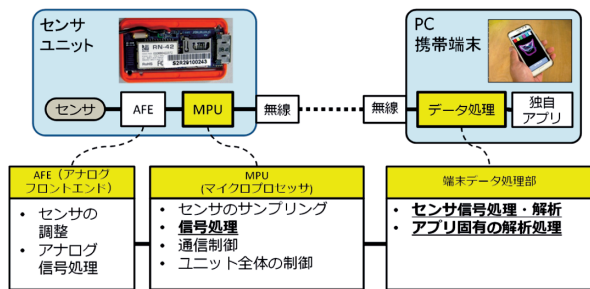 センサ
ユニット
RN-42
S2R29100243
PC
携帯端末
センサ
AFE
MPU
無線
無線
データ処理
独自
アプリ
AFE（アナログ
フロントエンド）
• センサの
調整
• アナログ
信号処理
MPU
(マイクロプロセッサ)
• センサのサンプリング
• 信号処理
• 通信制御
• ユニット全体の制御
端末データ処理部
• センサ信号処理・解析
• アプリ固有の解析処理